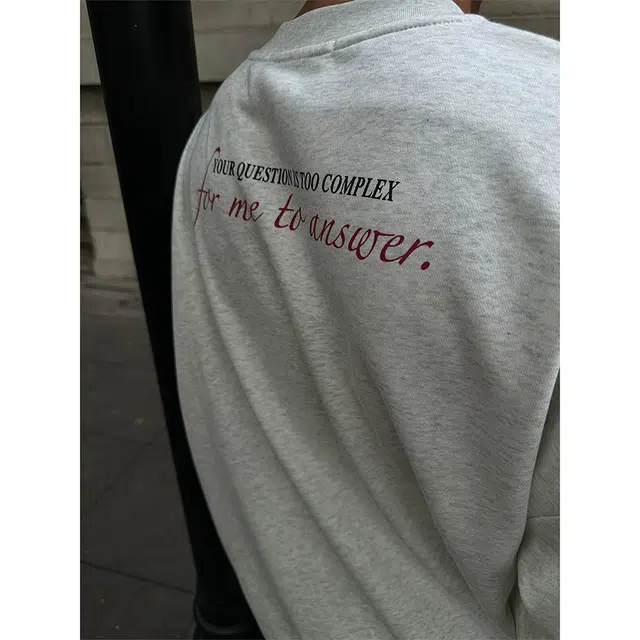 YOUR QUESTION IS TOO COMPLEX
for me to answer.